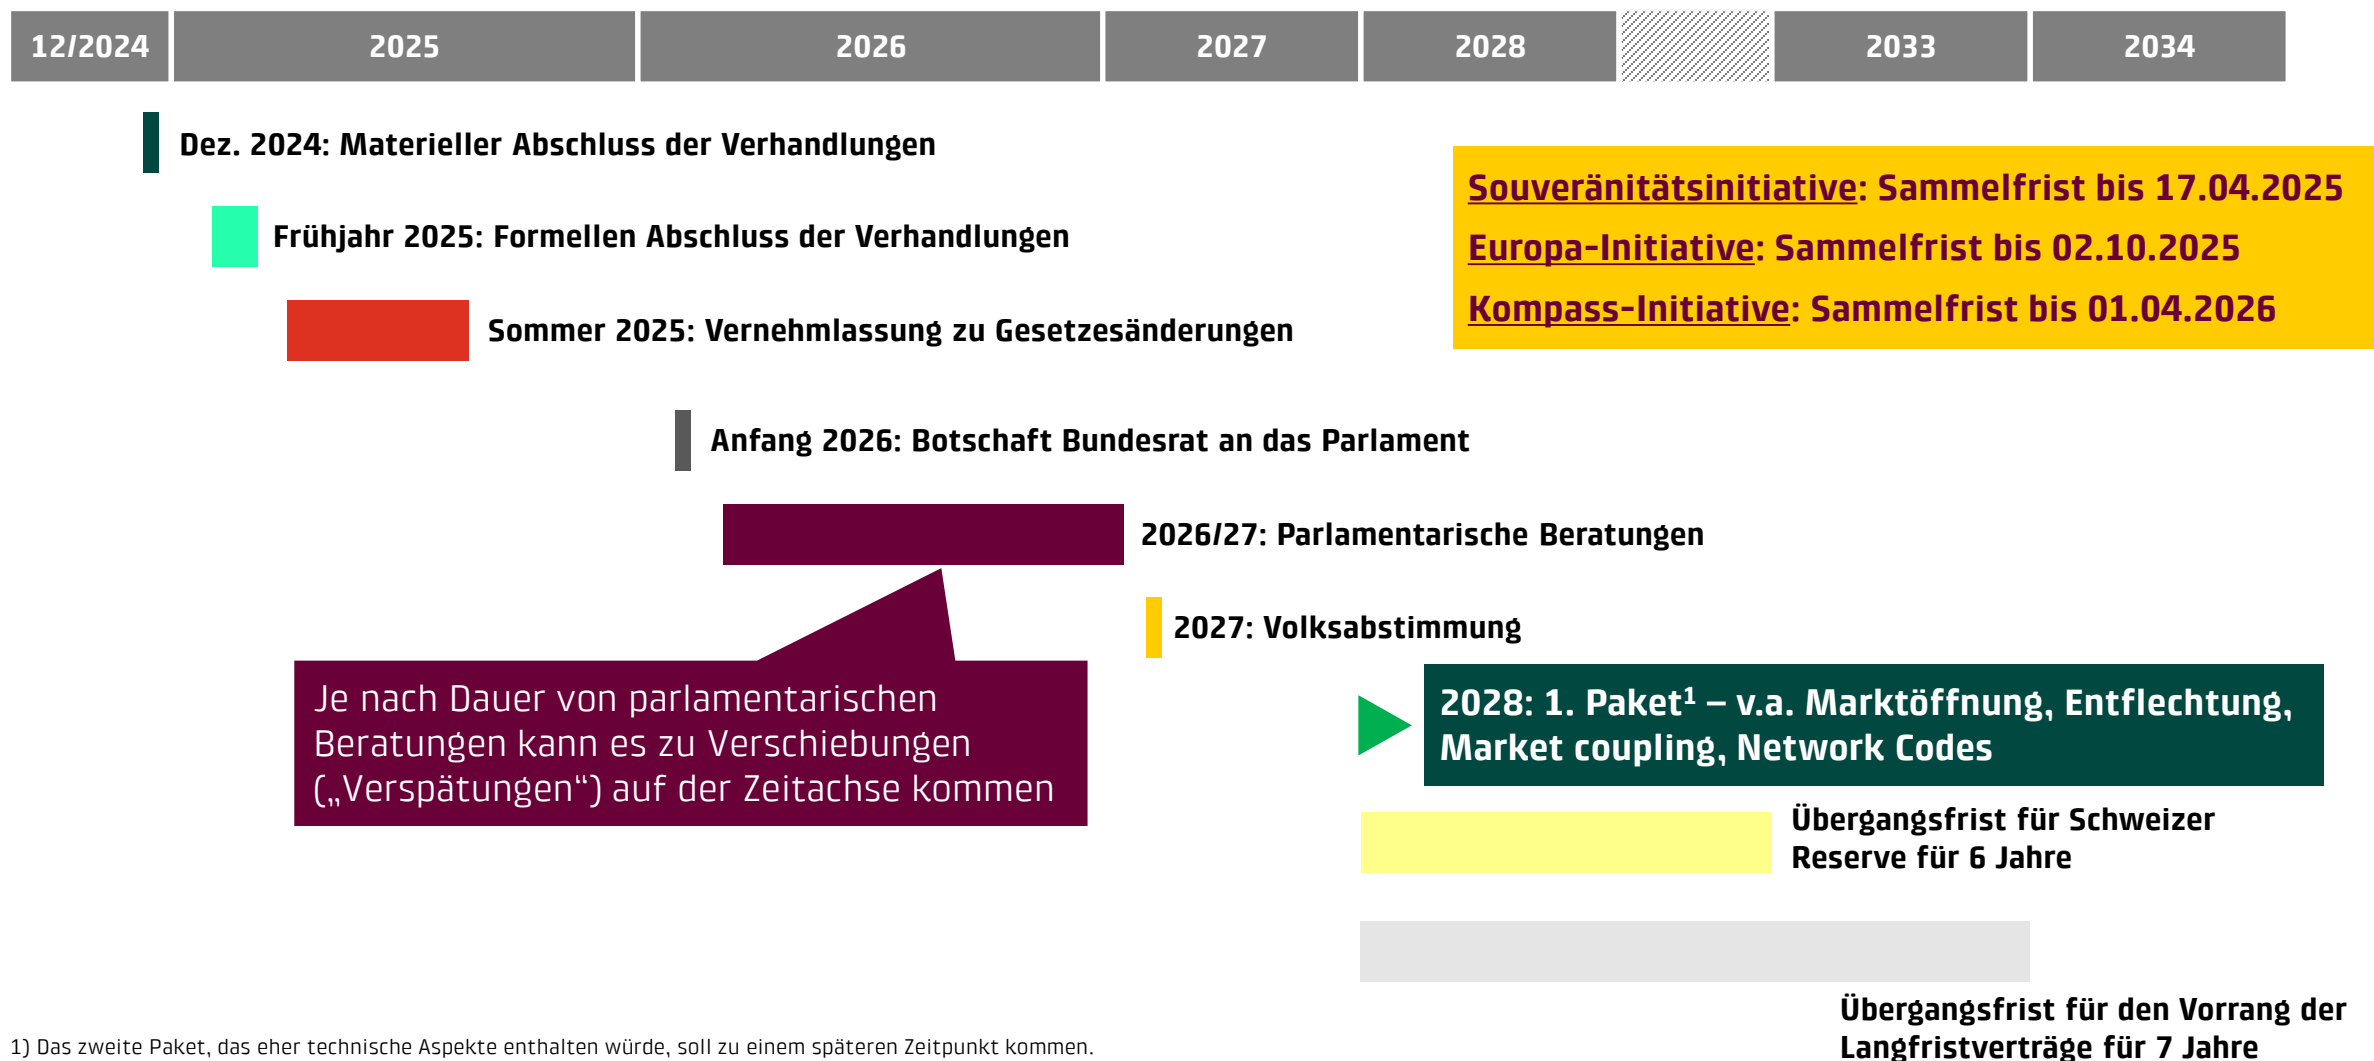 12/2024 2025 2026 2027 2028 2033 2034
Dez. 2024: Materieller Abschluss der Verhandlungen
Souveränitätsinitiative: Sammelfrist bis 17.04.2025
Europa-Initiative: Sammelfrist bis 02.10.2025
Kompass-Initiative: Sammelfrist bis 01.04.2026
Frühjahr 2025: Formellen Abschluss der Verhandlungen
Sommer 2025: Vernehmlassung zu Gesetzesänderungen
Anfang 2026: Botschaft Bundesrat an das Parlament
2026/27: Parlamentarische Beratungen
2027: Volksabstimmung
Je nach Dauer von parlamentarischen
Beratungen kann es zu Verschiebungen
(„Verspätungen“) auf der Zeitachse kommen
2028: 1. Paket¹ – v.a. Marktöffnung, Entflechtung,
Market coupling, Network Codes
Übergangsfrist für Schweizer
Reserve für 6 Jahre
Übergangsfrist für den Vorrang der
Langfristverträge für 7 Jahre
1) Das zweite Paket, das eher technische Aspekte enthalten würde, soll zu einem späteren Zeitpunkt kommen.